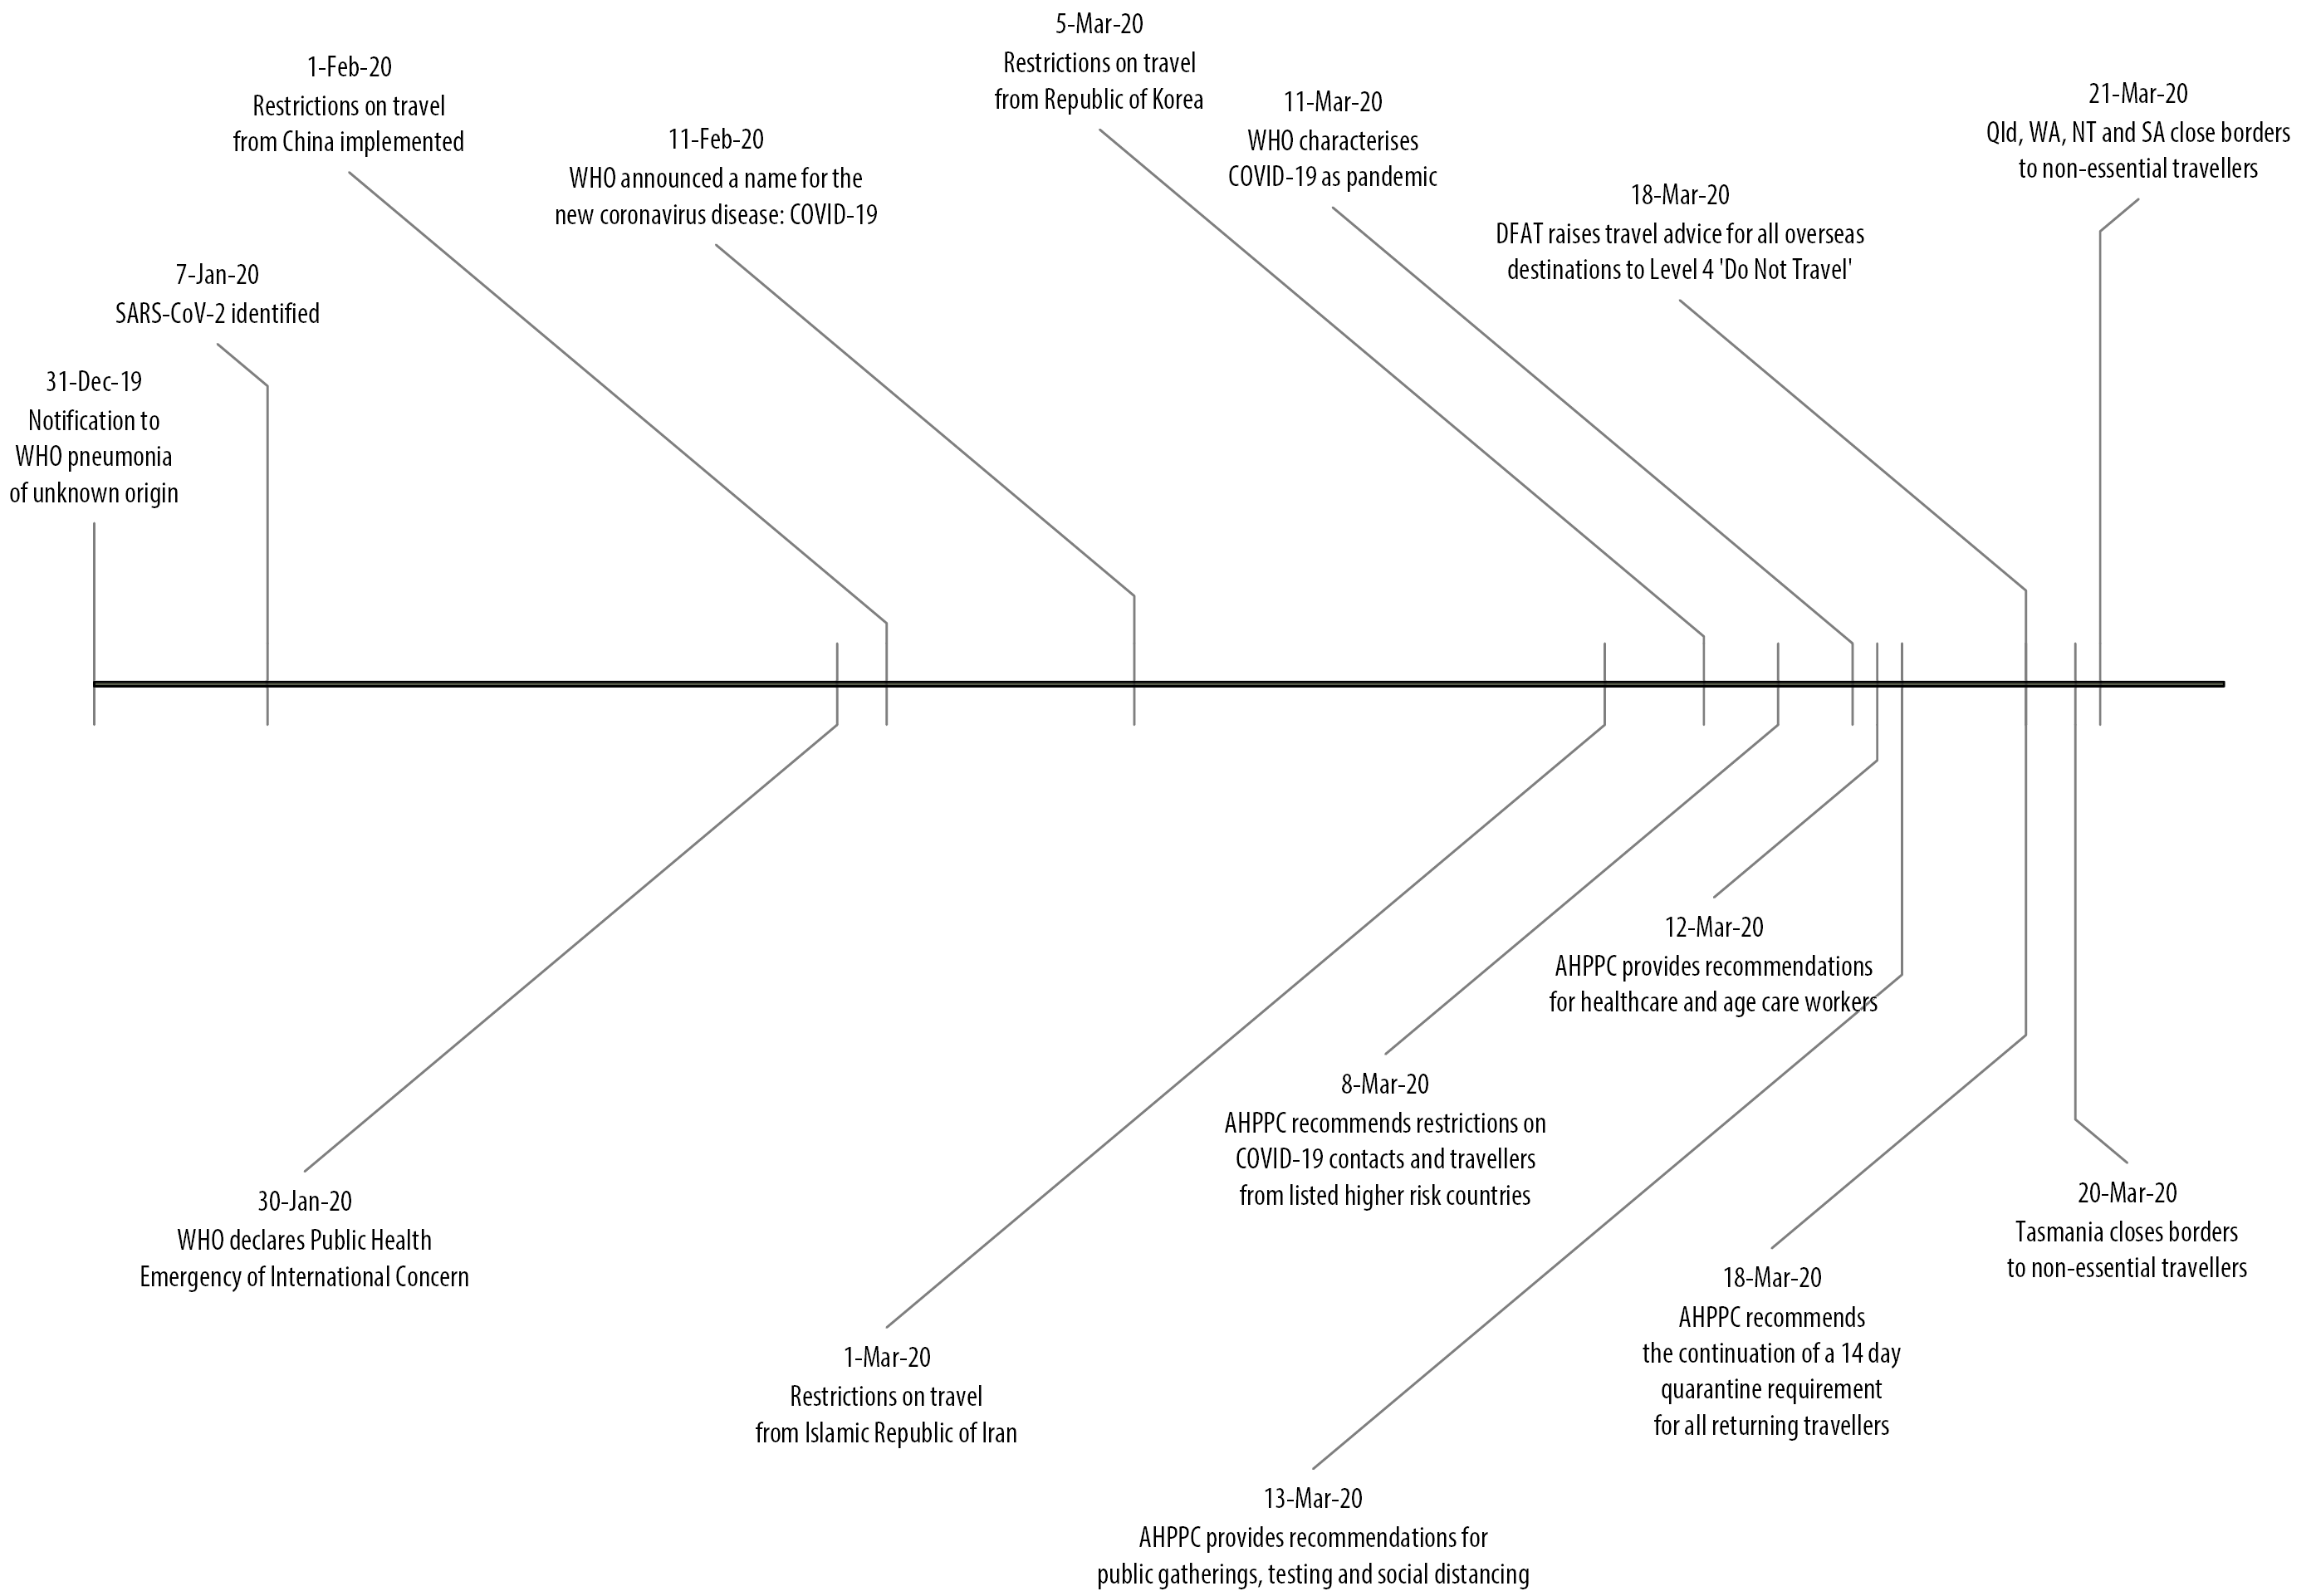 31-Dec-19
Notification to
WHO pneumonia
of unknown origin
7-Jan-20
SARS-CoV-2 identified
1-Feb-20
Restrictions on travel
from China implemented
11-Feb-20
WHO announced a name for the
new coronavirus disease: COVID-19
5-Mar-20
Restrictions on travel
from Republic of Korea
11-Mar-20
WHO characterises
COVID-19 as pandemic
18-Mar-20
DFAT raises travel advice for all overseas
destinations to Level 4 'Do Not Travel'
21-Mar-20
Qld, WA, NT and SA close borders
to non-essential travellers
30-Jan-20
WHO declares Public Health
Emergency of International Concern
1-Mar-20
Restrictions on travel
from Islamic Republic of Iran
8-Mar-20
AHPPC recommends restrictions on
COVID-19 contacts and travellers
from listed higher risk countries
12-Mar-20
AHPPC provides recommendations
for healthcare and age care workers
13-Mar-20
AHPPC provides recommendations for
public gatherings, testing and social distancing
18-Mar-20
AHPPC recommends
the continuation of a 14 day
quarantine requirement
for all returning travellers
20-Mar-20
Tasmania closes borders
to non-essential travellers